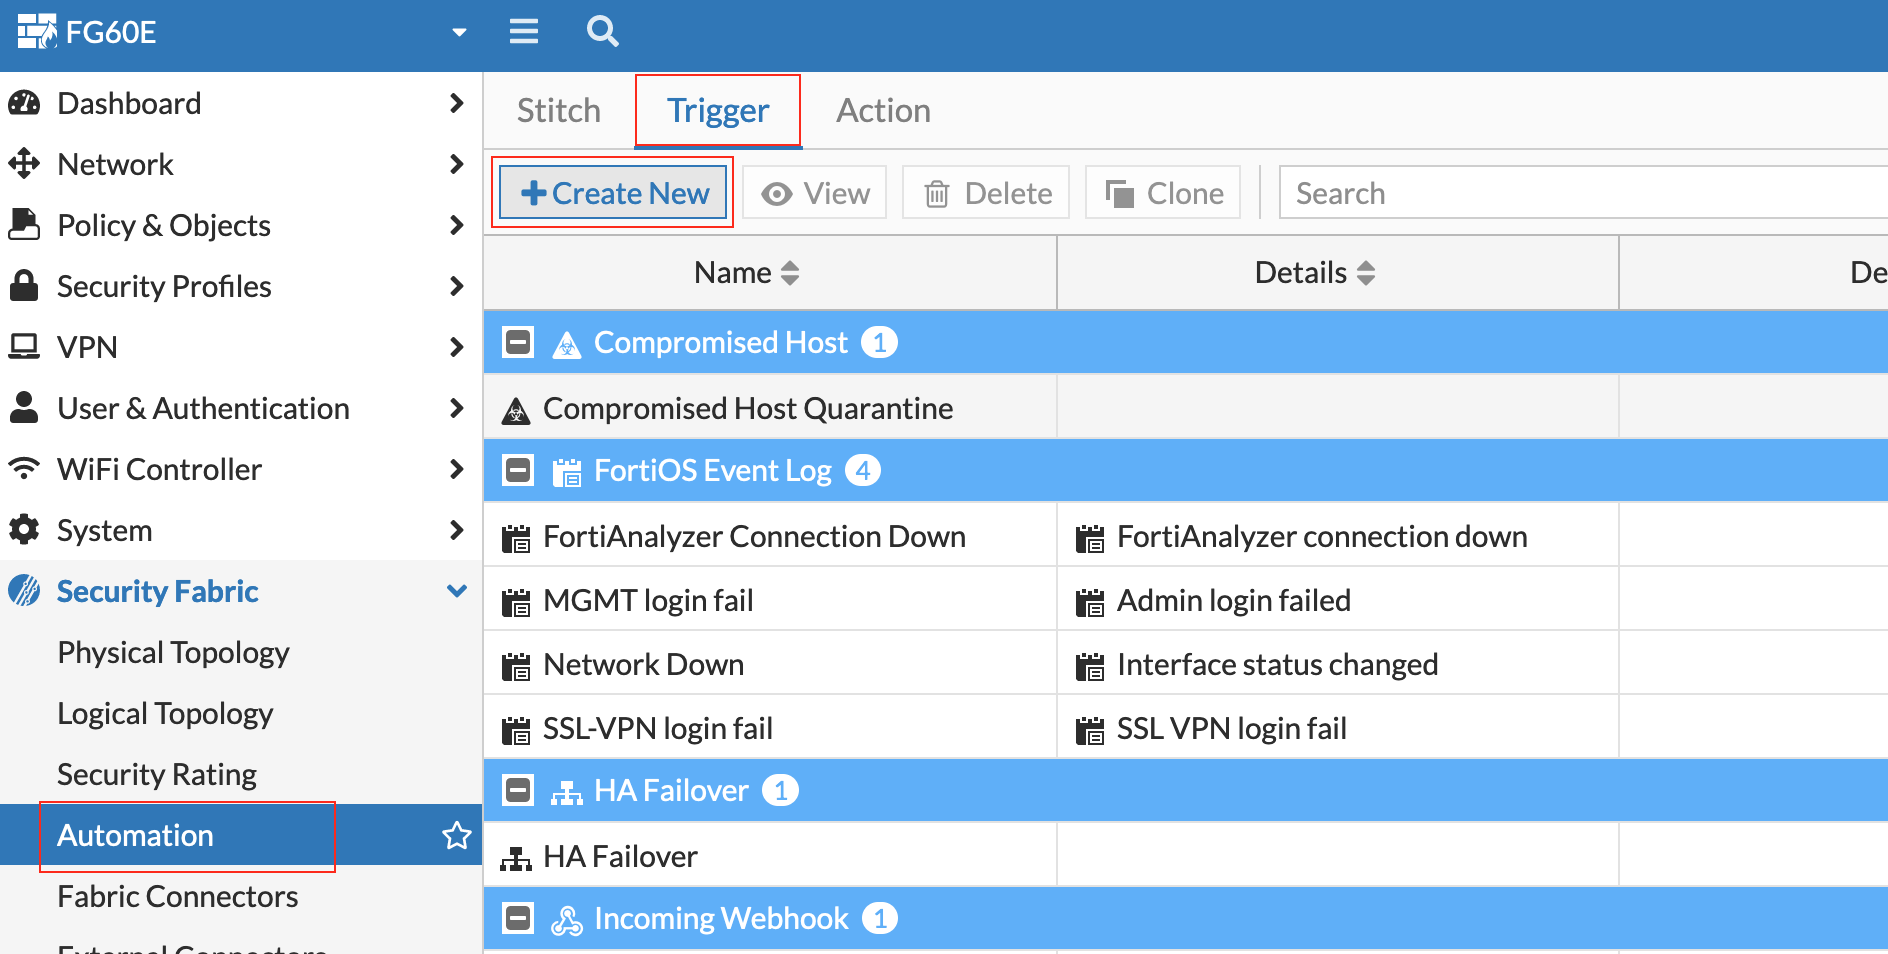 FG60E
Dashboard
Network
Policy & Objects
Security Profiles
VPN
User & Authentication
WiFi Controller
System
Security Fabric
Physical Topology
Logical Topology
Security Rating
Automation
Fabric Connectors
External Connectors
Stitch Trigger Action
Create New View Delete Clone Search
Name Details De
Compromised Host 1
Compromised Host Quarantine
FortiOS Event Log 4
FortiAnalyzer Connection Down FortiAnalyzer connection down
MGMT login fail Admin login failed
Network Down Interface status changed
SSL-VPN login fail SSL VPN login fail
HA Failover 1
HA Failover
Incoming Webhook 1